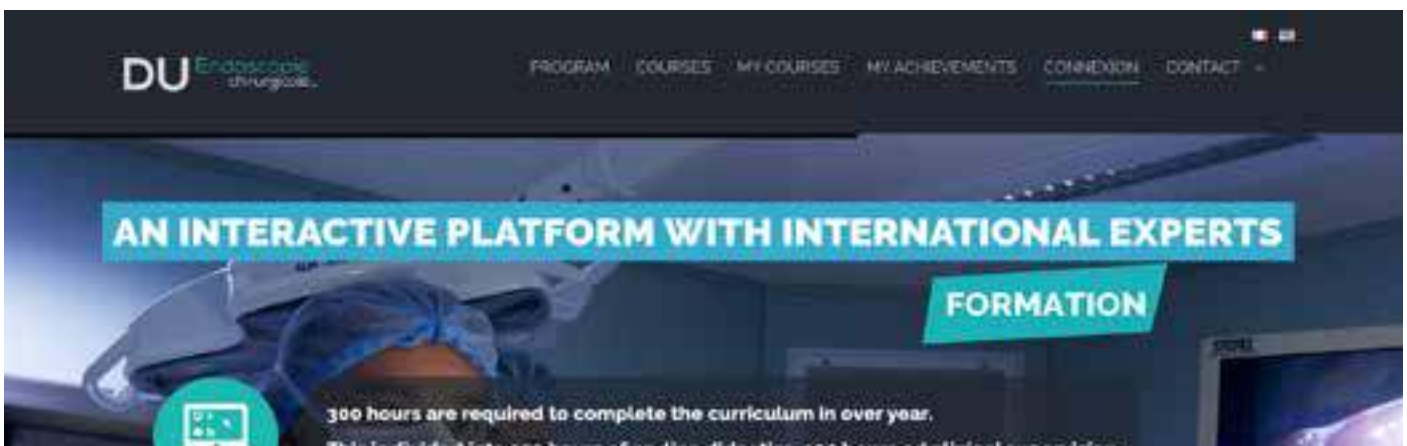 DU Endoscopie
chirurgicale
PROGRAM COURSES MY COURSES MY ACHIEVEMENTS CONNEXION CONTACT
AN INTERACTIVE PLATFORM WITH INTERNATIONAL EXPERTS
FORMATION
300 hours are required to complete the curriculum in over year.